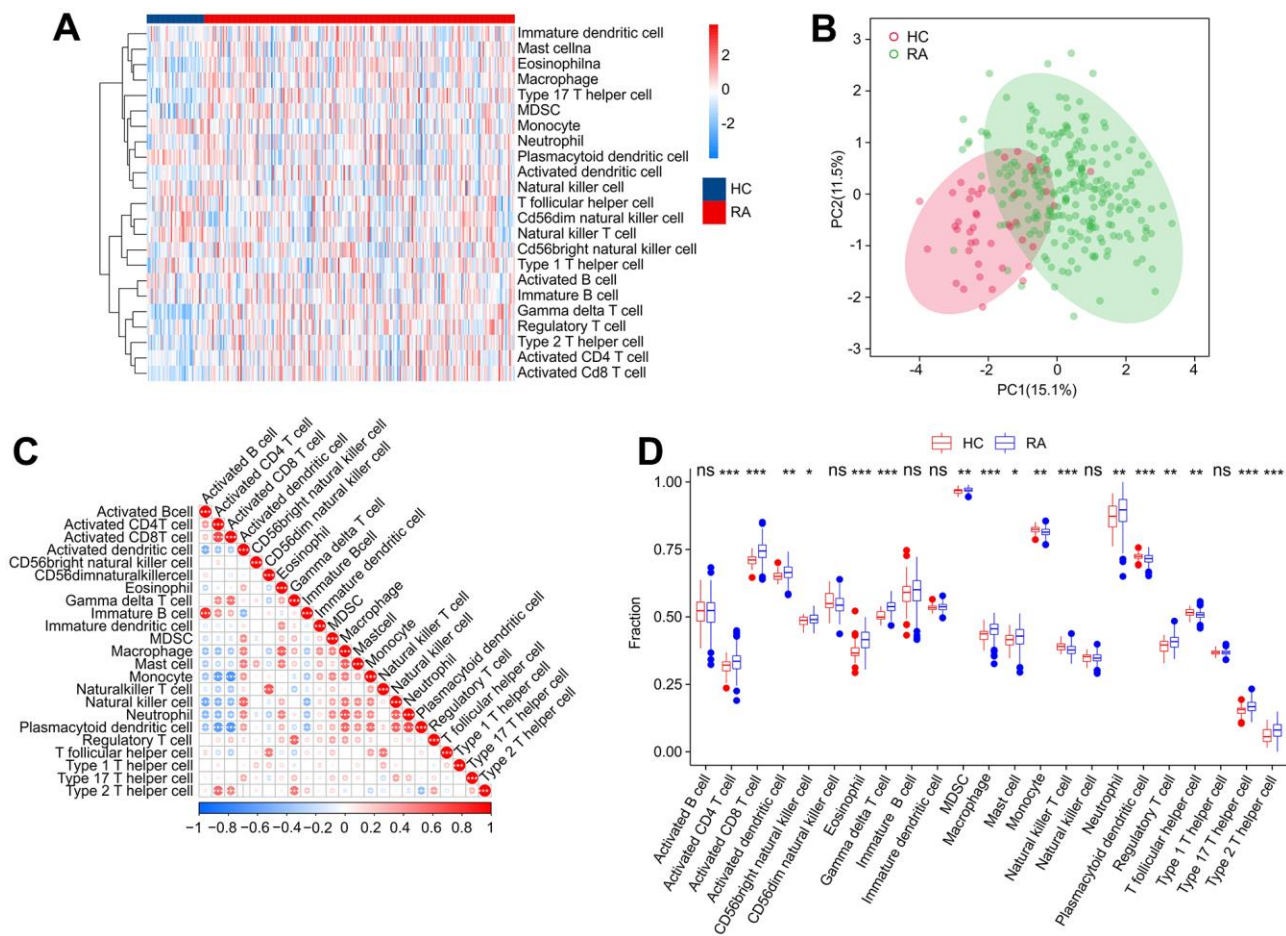 A
Immature dendritic cell
Mast cellna
Eosinophilna
Macrophage
Type 17 T helper cell
MDSC
Monocyte
Neutrophil
Plasmacytoid dendritic cell
Activated dendritic cell
Natural killer cell
T follicular helper cell
Cd56dim natural killer cell
Natural killer T cell
Cd56bright natural killer cell
Type 1 T helper cell
Activated B cell
Immature B cell
Gamma delta T cell
Regulatory T cell
Type 2 T helper cell
Activated CD4 T cell
Activated Cd8 T cell
2
0
-2
HC
RA
B
HC
RA
3
2
1
0
-1
-2
-3
PC2(11.5%)
-4
-2
0
2
4
PC1(15.1%)
C
Activated B cell
Activated CD4 T cell
Activated CD8 T cell
Activated dendritic cell
CD56bright natural killer cell
CD56dim natural killer cell
Eosinophil
Gamma delta T cell
Immature Bcell
Immature dendritic cell
MDSC
Macrophage
Mastcell
Monocyte
Natural killer T cell
Natural killer cell
Neutrophil
Plasmacytoid dendritic cell
Regulatory T cell
T follicular helper cell
Type 1 T helper cell
Type 17 T helper cell
Type 2 T helper cell
Activated Bcell
Activated CD4T cell
Activated CD8T cell
Activated dendritic cell
CD56bright natural killer cell
CD56dimnaturalkillercell
Eosinophil
Gamma delta T cell
Immature B cell
Immature dendritic cell
MDSC
Macrophage
Mast cell
Monocyte
Naturalkiller T cell
Natural killer cell
Neutrophil
Plasmacytoid dendritic cell
Regulatory T cell
T follicular helper cell
Type 1 T helper cell
Type 17 T helper cell
Type 2 T helper cell
−1 −0.8 −0.6 −0.4 −0.2 0 0.2 0.4 0.6 0.8 1
D
HC RA
ns *** *** ** * ns *** *** ns ns ** *** * ** *** ns ** *** ** ** ns *** ***
1.00
0.75
0.50
0.25
0.00
Fraction
Activated B cell
Activated CD4 T cell
Activated CD8 T cell
Activated dendritic cell
CD56bright natural killer cell
CD56dim natural killer cell
Eosinophil
Gamma delta T cell
Immature B cell
Immature dendritic cell
MDSC
Macrophage
Mast cell
Monocyte
Natural killer T cell
Natural killer cell
Neutrophil
Plasmacytoid dendritic cell
Regulatory T cell
T follicular helper cell
Type 1 T helper cell
Type 17 T helper cell
Type 2 T helper cell